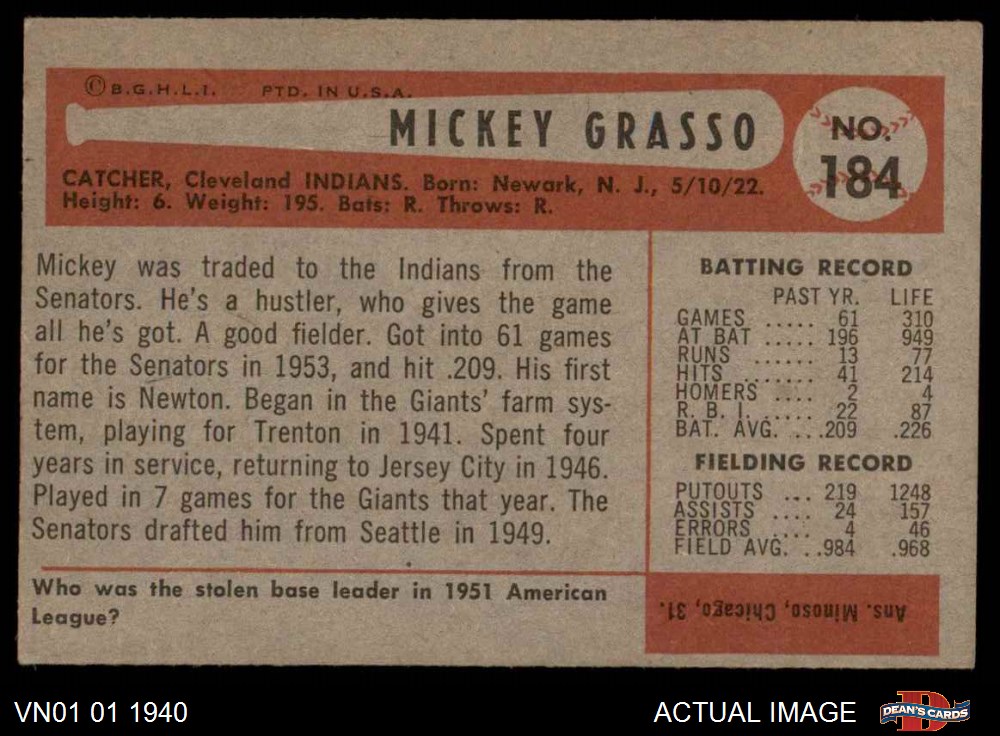 © B.G.H.L.I. PTD. IN U.S.A.
MICKEY GRASSO
NO.
184
CATCHER, Cleveland INDIANS. Born: Newark, N. J., 5/10/22.
Height: 6. Weight: 195. Bats: R. Throws: R.
Mickey was traded to the Indians from the
Senators. He's a hustler, who gives the game
all he's got. A good fielder. Got into 61 games
for the Senators in 1953, and hit .209. His first
name is Newton. Began in the Giants' farm sys-
tem, playing for Trenton in 1941. Spent four
years in service, returning to Jersey City in 1946.
Played in 7 games for the Giants that year. The
Senators drafted him from Seattle in 1949.
BATTING RECORD
PAST YR. LIFE
GAMES ..... 61 310
AT BAT ..... 196 949
RUNS ...... 13 77
HITS ........ 41 214
HOMERS .... 2 4
R. B. I. ...... 22 87
BAT. AVG. ... .209 .226
FIELDING RECORD
PUTOUTS ... 219 1248
ASSISTS .... 24 157
ERRORS .... 4 46
FIELD AVG. . .984 .968
Who was the stolen base leader in 1951 American
League?
Ans. Minoso, Chicago, 31.
VN01 01 1940
ACTUAL IMAGE
D
DEAN'S CARDS